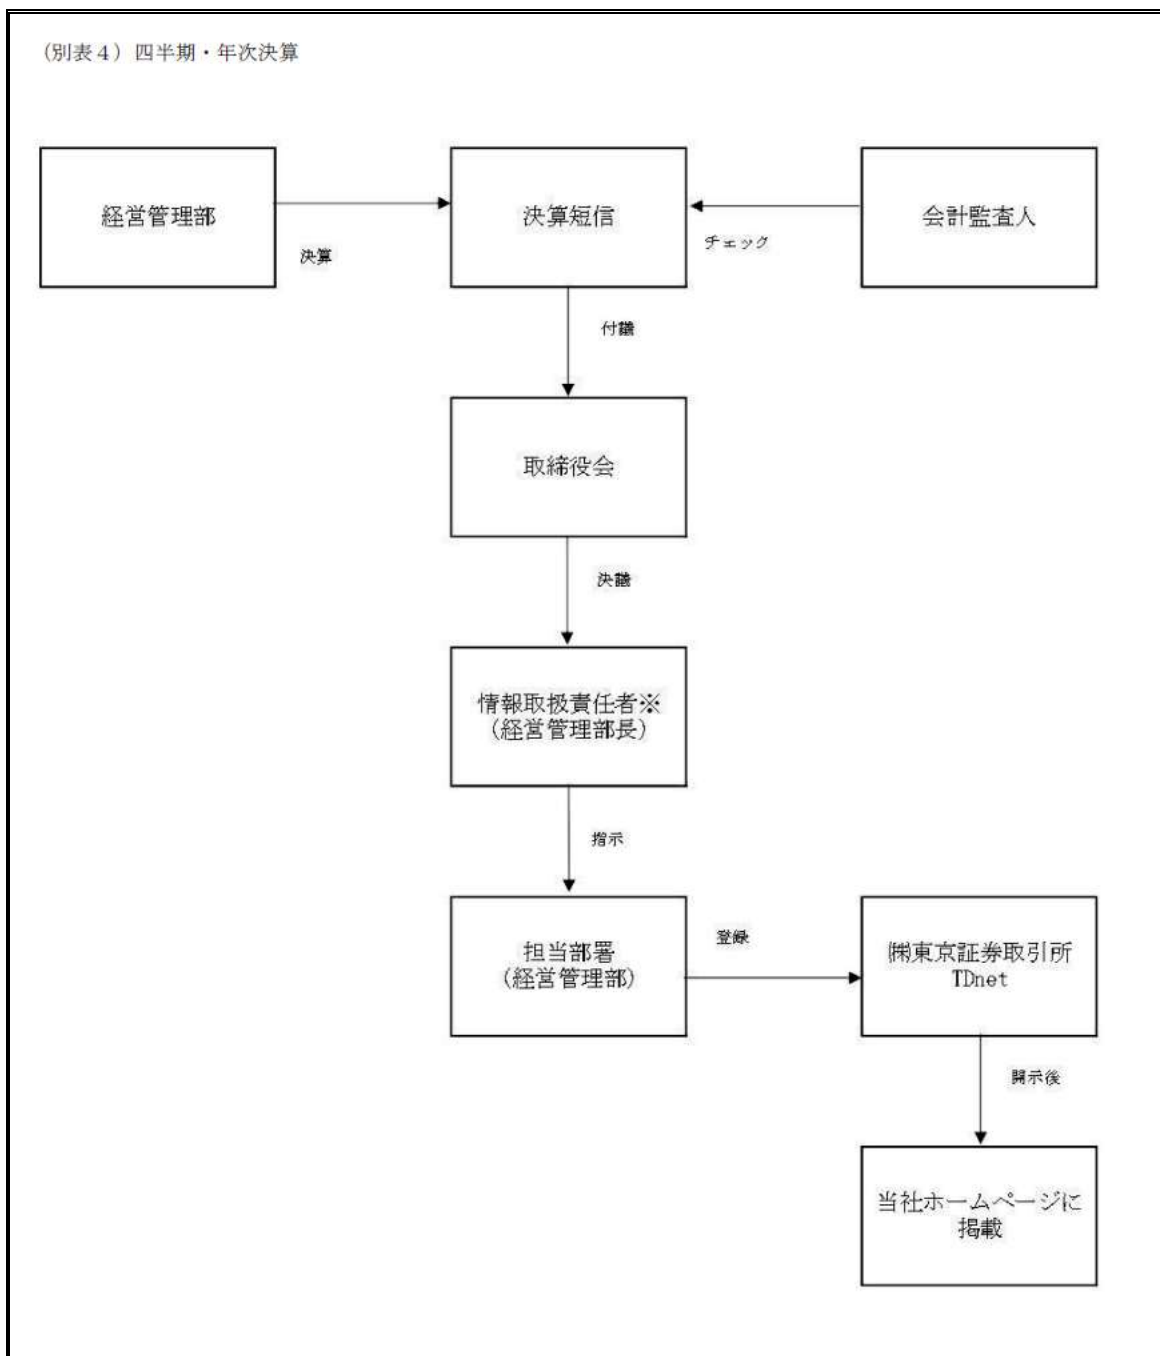 （別表４）四半期・年次決算
経営管理部
決算
決算短信
チェック
会計監査人
付議
取締役会
決議
情報取扱責任者※
（経営管理部長）
指示
担当部署
（経営管理部）
登録
㈱東京証券取引所
TDnet
開示後
当社ホームページに
掲載